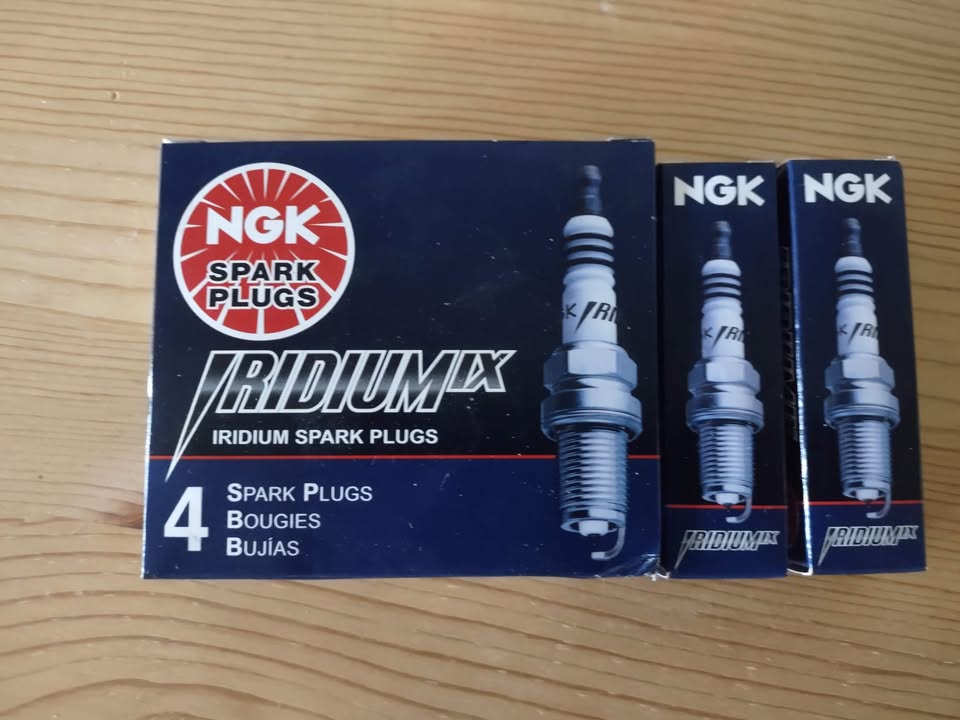 NGK
SPARK
PLUGS
IRIDIUM IX
IRIDIUM SPARK PLUGS
4
SPARK PLUGS
BOUGIES
BUJÍAS
NGK
IRIDIUM IX
NGK
IRIDIUM IX